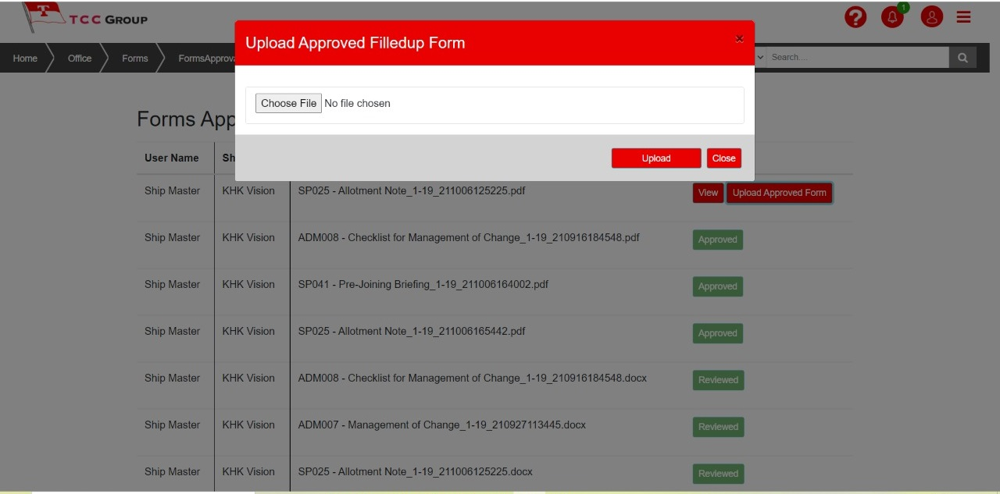 T
TCC GROUP
1
Home
Office
Forms
FormsApprova
Search....
Upload Approved Filledup Form
×
Choose File No file chosen
Upload
Close
Forms App
User Name
Sh
Ship Master KHK Vision SP025 - Allotment Note_1-19_211006125225.pdf View Upload Approved Form
Ship Master KHK Vision ADM008 - Checklist for Management of Change_1-19_210916184548.pdf Approved
Ship Master KHK Vision SP041 - Pre-Joining Briefing_1-19_211006164002.pdf Approved
Ship Master KHK Vision SP025 - Allotment Note_1-19_211006165442.pdf Approved
Ship Master KHK Vision ADM008 - Checklist for Management of Change_1-19_210916184548.docx Reviewed
Ship Master KHK Vision ADM007 - Management of Change_1-19_210927113445.docx Reviewed
Ship Master KHK Vision SP025 - Allotment Note_1-19_211006125225.docx Reviewed